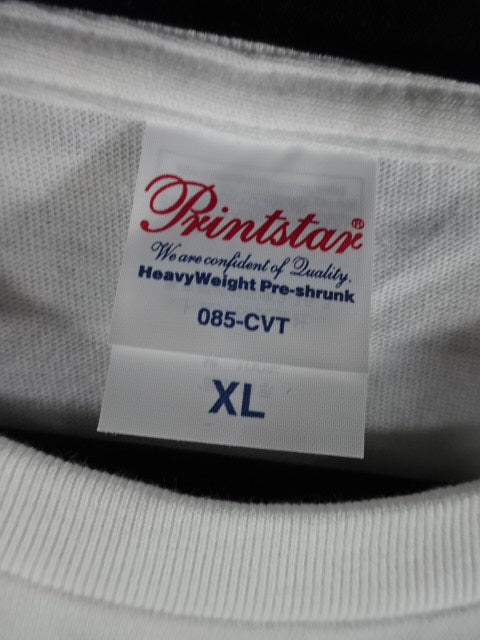 Printstar®
We are confident of Quality.
HeavyWeight Pre-shrunk
085-CVT
XL